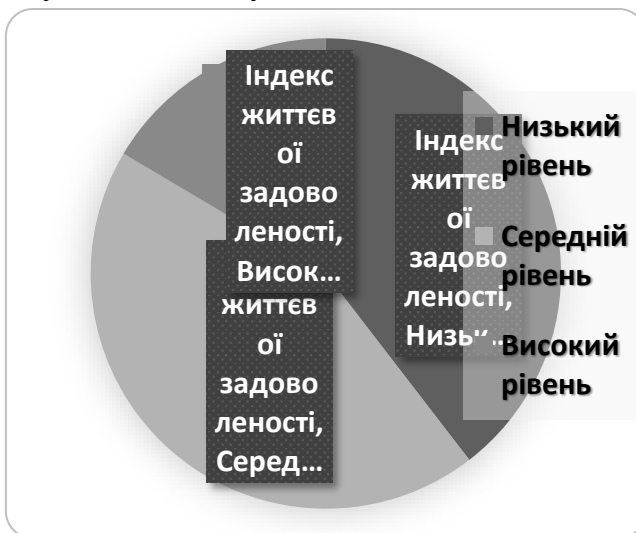 Індекс
життєв
ої
задово
леності,
Висок...
життєв
ої
задово
леності,
Серед...
Індекс
життєв
ої
задово
леності,
Низьк...
Низький
рівень
Середній
рівень
Високий
рівень